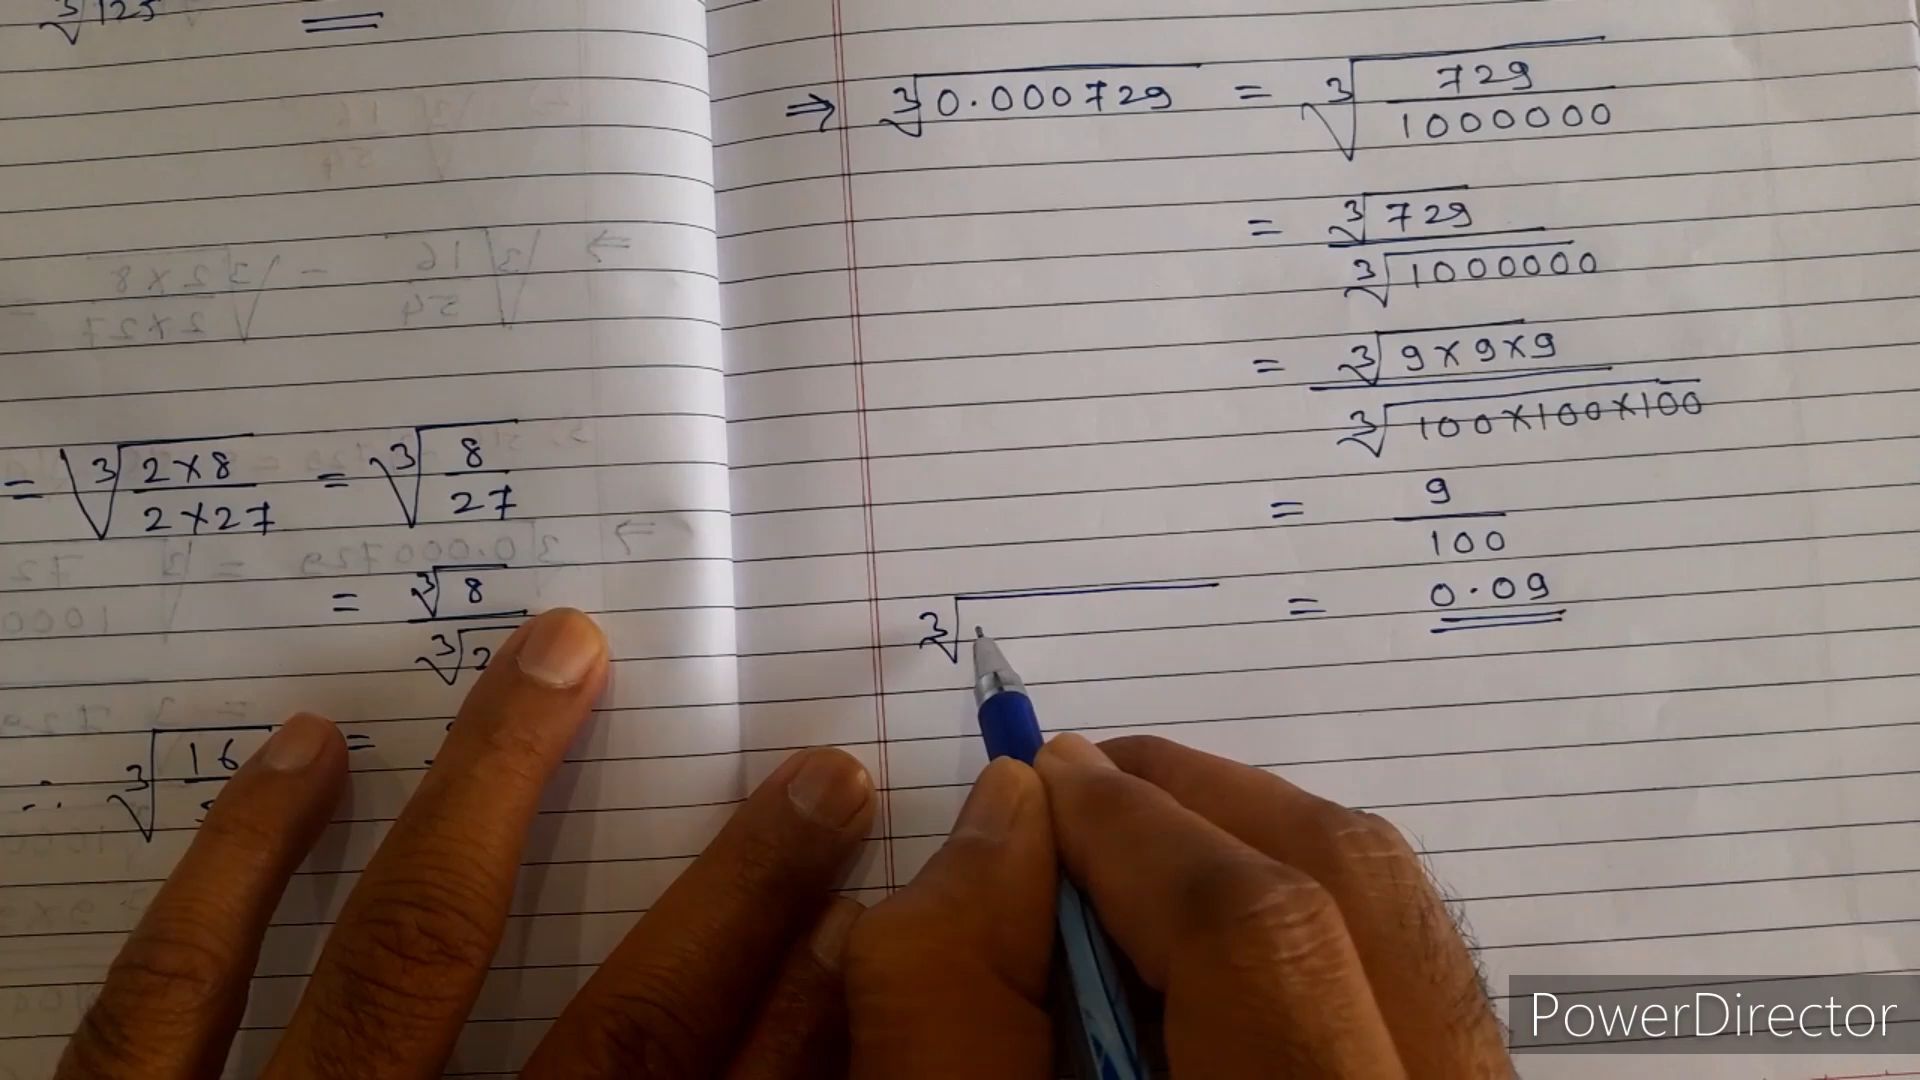 ∛125
= ∛(2×8/2×27) = ∛(8/27)
= ∛8/∛2
∴ ∛16 =
⇒ ∛0.000729 = ∛(729/1000000)
= ∛729/∛1000000
= ∛9×9×9/∛100×100×100
= 9/100
∛ = 0.09
PowerDirector